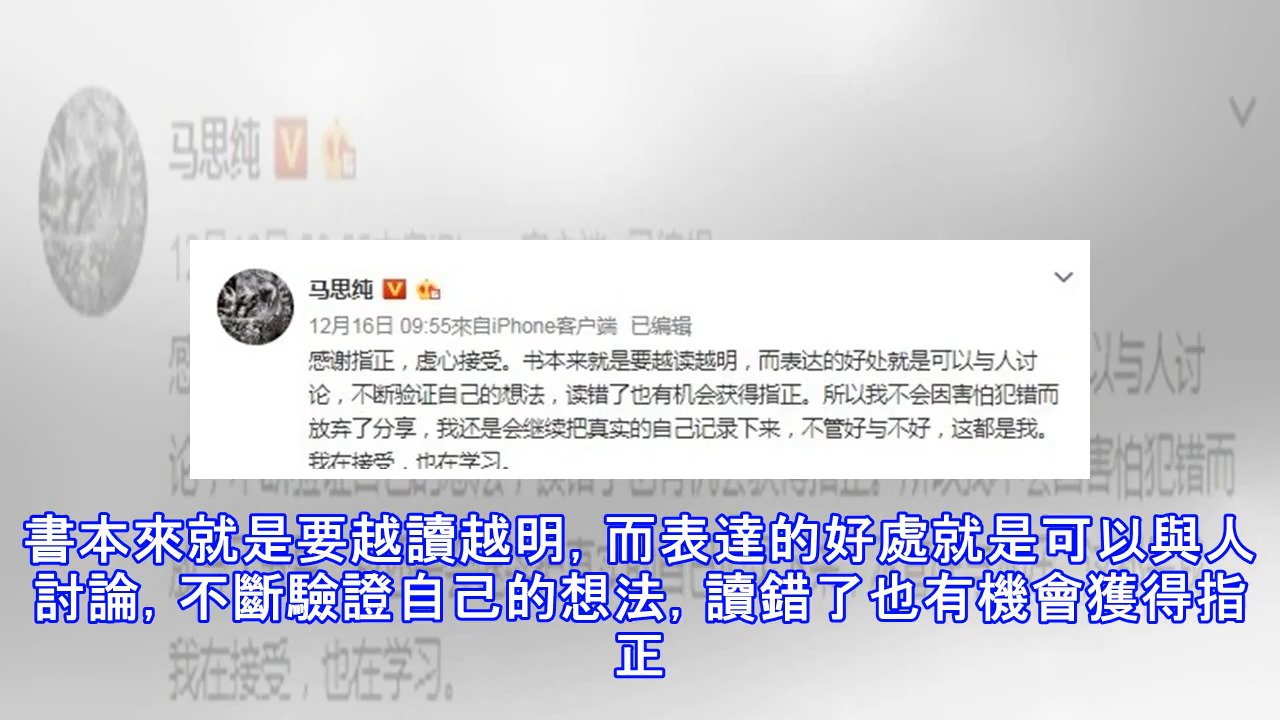 马思纯
12月16日 09:55來自iPhone客户端 已编辑
感谢指正，虚心接受。书本来就是要越读越明，而表达的好处就是可以与人讨
论，不断验证自己的想法，读错了也有机会获得指正。所以我不会因害怕犯错而
放弃了分享，我还是会继续把真实的自己记录下来，不管好与不好，这都是我。
我在接受，也在学习。
書本來就是要越讀越明, 而表達的好處就是可以與人
討論, 不斷驗證自己的想法, 讀錯了也有機會獲得指
正